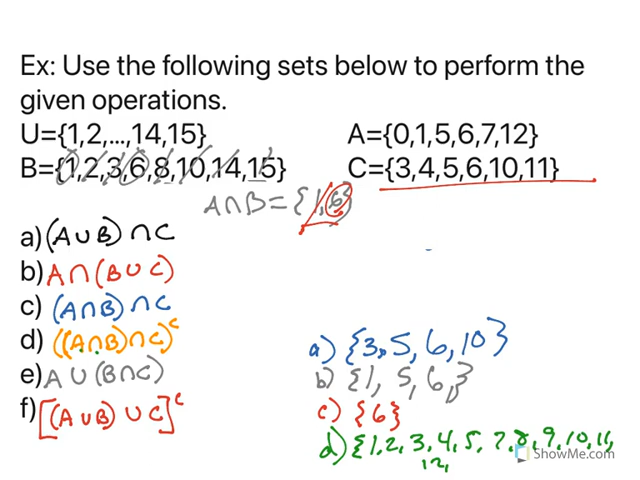 Ex: Use the following sets below to perform the
given operations.
U={1,2,...,14,15} A={0,1,5,6,7,12}
B={1,2,3,6,8,10,14,15} C={3,4,5,6,10,11}
A∩B={1,6}
a)(A∪B)∩C
b)A∩(B∪C)
c) (A∩B)∩C
d) ((A∩B)∩C)ᶜ
e)A∪(B∩C)
f)[(A∪B)∪C]ᶜ
a) {3,5,6,10}
b) {1, 5, 6,}
c) {6}
d) {1,2,3,4,5,7,8,9,10,11,
12,
ShowMe.com